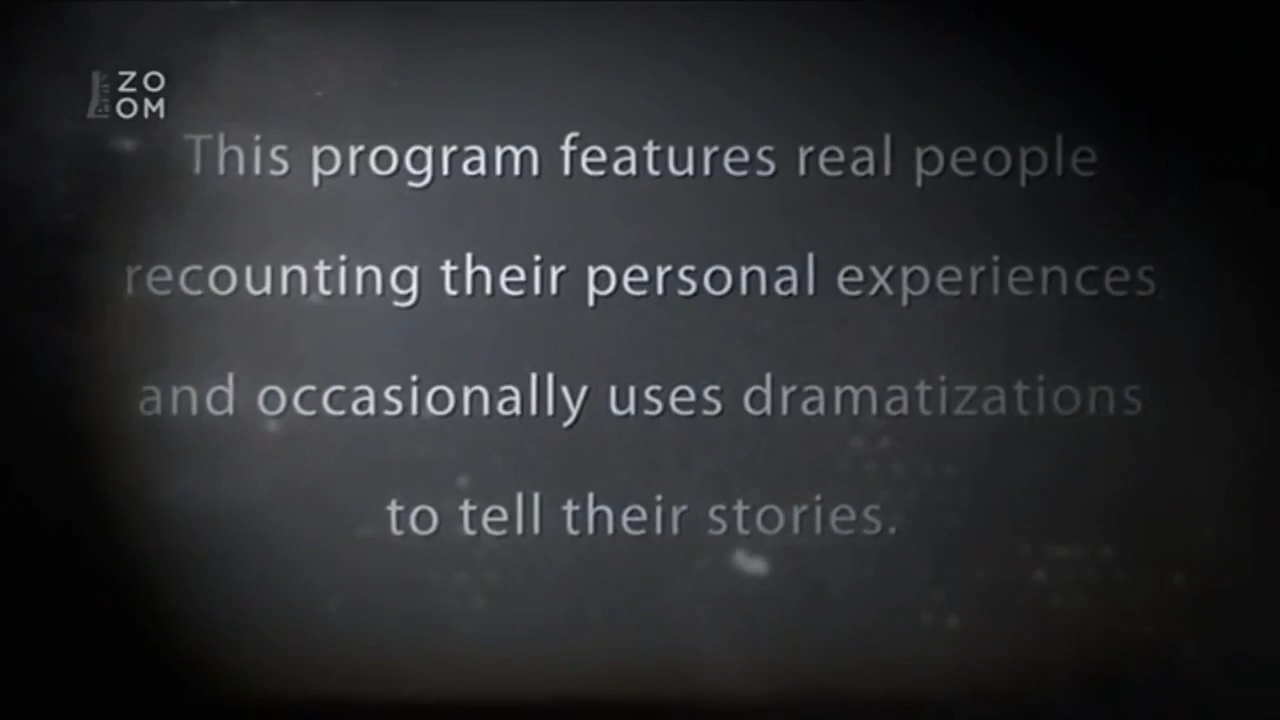 ZO
OM
This program features real people
recounting their personal experiences
and occasionally uses dramatizations
to tell their stories.